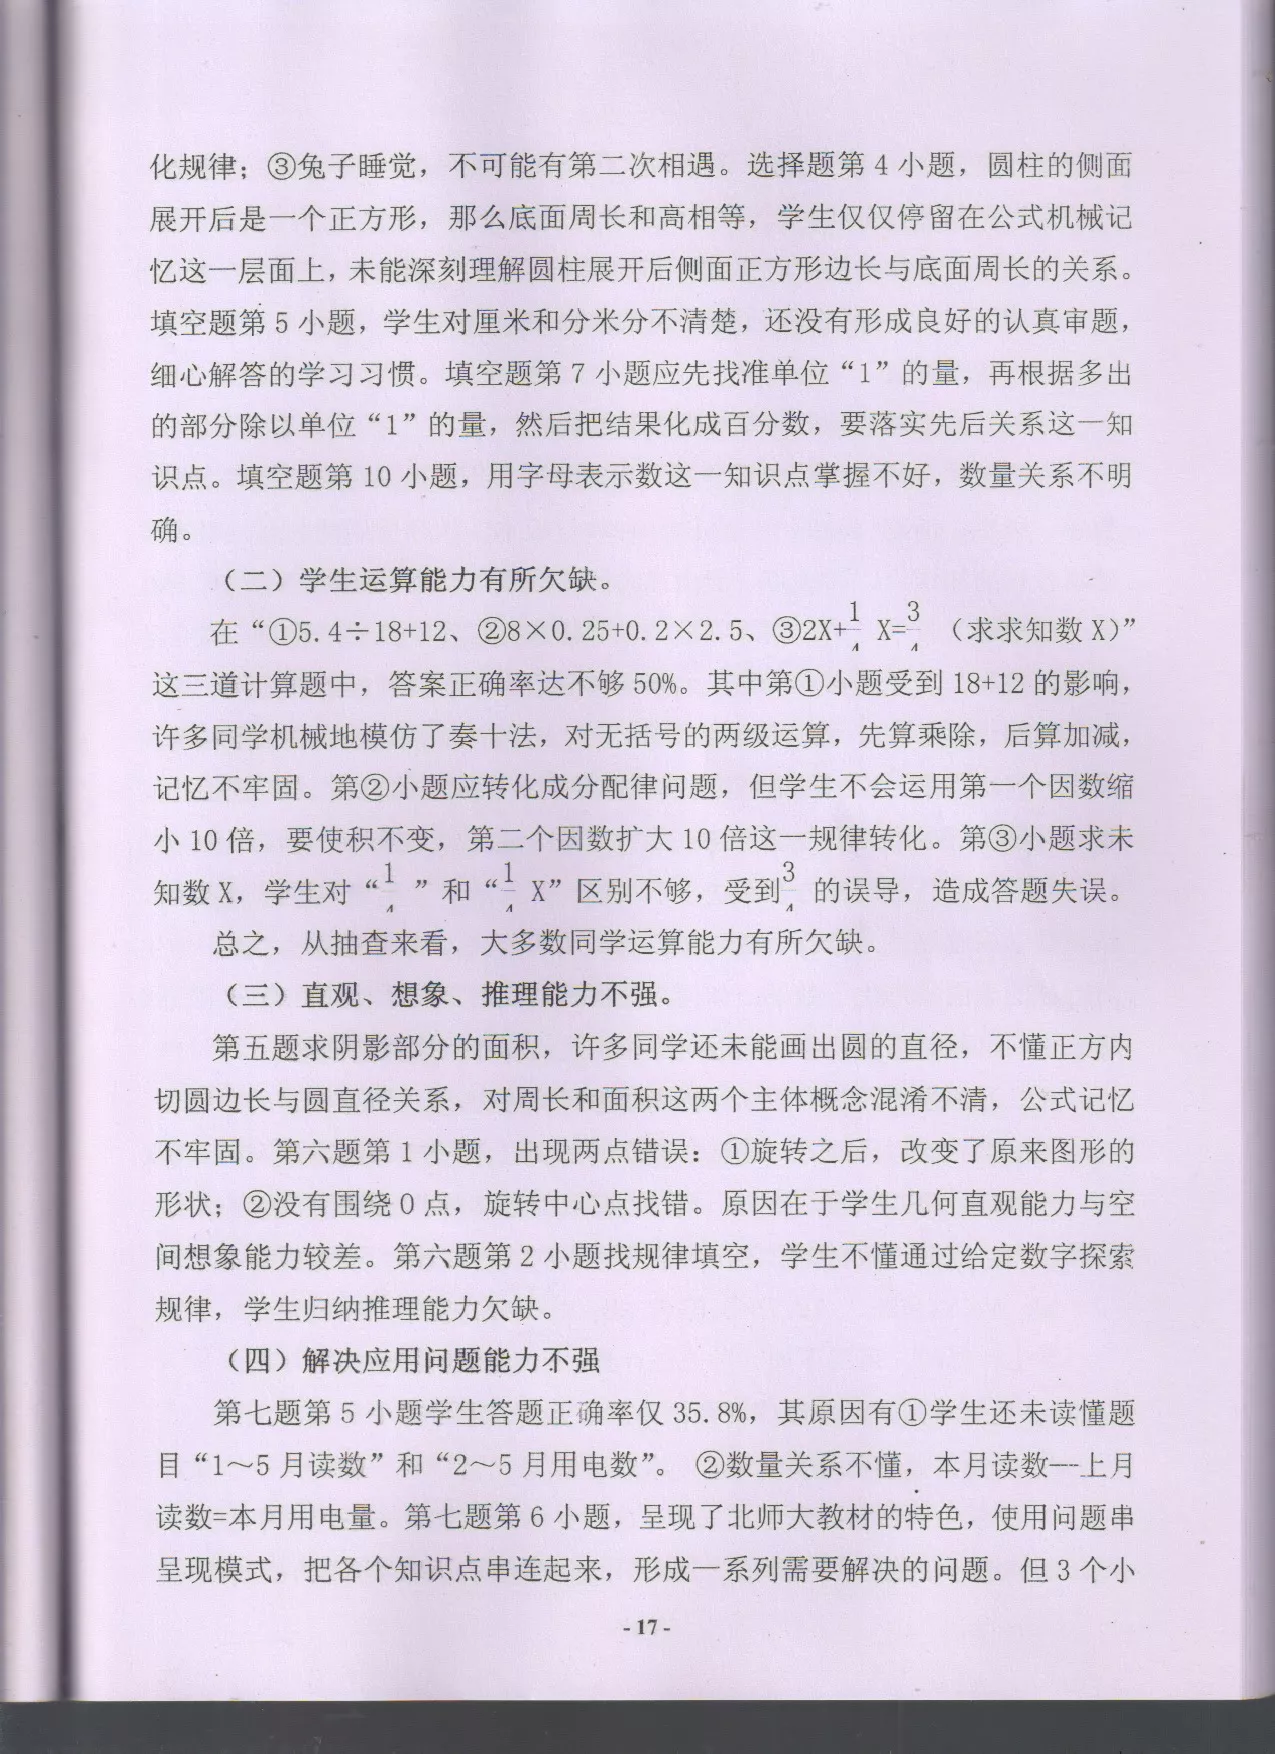 化规律；③兔子睡觉，不可能有第二次相遇。选择题第 4 小题，圆柱的侧面
展开后是一个正方形，那么底面周长和高相等，学生仅仅停留在公式机械记
忆这一层面上，未能深刻理解圆柱展开后侧面正方形边长与底面周长的关系。
填空题第 5 小题，学生对厘米和分米分不清楚，还没有形成良好的认真审题，
细心解答的学习习惯。填空题第 7 小题应先找准单位“1”的量，再根据多出
的部分除以单位“1”的量，然后把结果化成百分数，要落实先后关系这一知
识点。填空题第 10 小题，用字母表示数这一知识点掌握不好，数量关系不明
确。
（二）学生运算能力有所欠缺。
在“①5.4÷18+12、②8×0.25+0.2×2.5、③2X+1/4 X=3/4 （求求知数 X）”
这三道计算题中，答案正确率达不够 50%。其中第①小题受到 18+12 的影响，
许多同学机械地模仿了奏十法，对无括号的两级运算，先算乘除，后算加减，
记忆不牢固。第②小题应转化成分配律问题，但学生不会运用第一个因数缩
小 10 倍，要使积不变，第二个因数扩大 10 倍这一规律转化。第③小题求未
知数 X，学生对“1/4 ”和“1/4 X”区别不够，受到3/4 的误导，造成答题失误。
总之，从抽查来看，大多数同学运算能力有所欠缺。
（三）直观、想象、推理能力不强。
第五题求阴影部分的面积，许多同学还未能画出圆的直径，不懂正方内
切圆边长与圆直径关系，对周长和面积这两个主体概念混淆不清，公式记忆
不牢固。第六题第 1 小题，出现两点错误：①旋转之后，改变了原来图形的
形状；②没有围绕 0 点，旋转中心点找错。原因在于学生几何直观能力与空
间想象能力较差。第六题第 2 小题找规律填空，学生不懂通过给定数字探索
规律，学生归纳推理能力欠缺。
（四）解决应用问题能力不强
第七题第 5 小题学生答题正确率仅 35.8%，其原因有①学生还未读懂题
目“1～5 月读数”和“2～5 月用电数”。 ②数量关系不懂，本月读数—上月
读数=本月用电量。第七题第 6 小题，呈现了北师大教材的特色，使用问题串
呈现模式，把各个知识点串连起来，形成一系列需要解决的问题。但 3 个小
- 17 -